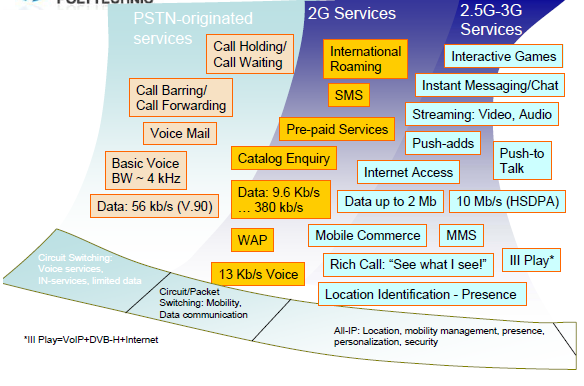 POLYTECHNIC
PSTN-originated
services
2G Services
2.5G-3G
Services
Call Holding/
Call Waiting
International
Roaming
Interactive Games
Call Barring/
Call Forwarding
SMS
Instant Messaging/Chat
Streaming: Video, Audio
Voice Mail
Pre-paid Services
Push-adds
Push-to
Talk
Basic Voice
BW ~ 4 kHz
Catalog Enquiry
Internet Access
Data: 56 kb/s (V.90)
Data: 9.6 Kb/s
... 380 kb/s
Data up to 2 Mb
10 Mb/s (HSDPA)
WAP
Mobile Commerce
MMS
13 Kb/s Voice
Rich Call: “See what I see!”
III Play*
Location Identification - Presence
Circuit Switching:
Voice services,
IN-services, limited data
Circuit/Packet
Switching: Mobility,
Data communication
All-IP: Location, mobility management, presence,
personalization, security
*III Play=VoIP+DVB-H+Internet